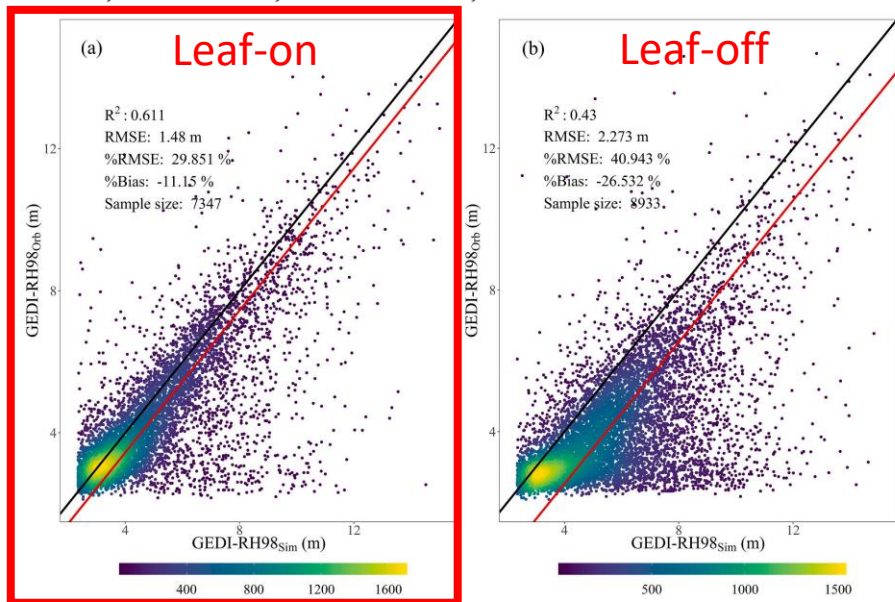 (a) Leaf-on
R² : 0.611
RMSE: 1.48 m
%RMSE: 29.851 %
%Bias: -11.15 %
Sample size: 7347
GEDI-RH98Orb (m)
12
8
4
4
8
12
GEDI-RH98Sim (m)
400 800 1200 1600
(b) Leaf-off
R² : 0.43
RMSE: 2.273 m
%RMSE: 40.943 %
%Bias: -26.532 %
Sample size: 8933
GEDI-RH98Orb (m)
12
8
4
4
8
12
GEDI-RH98Sim (m)
500 1000 1500